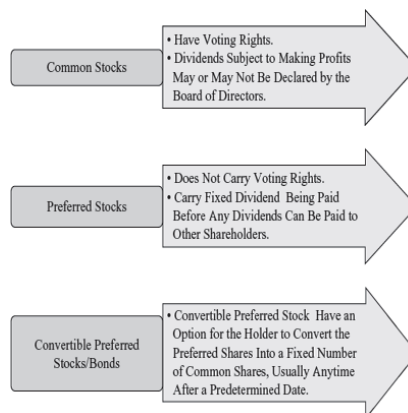 Common Stocks
• Have Voting Rights.
• Dividends Subject to Making Profits
May or May Not Be Declared by the
Board of Directors.
Preferred Stocks
• Does Not Carry Voting Rights.
• Carry Fixed Dividend Being Paid
Before Any Dividends Can Be Paid to
Other Shareholders.
Convertible Preferred
Stocks/Bonds
• Convertible Preferred Stock Have an
Option for the Holder to Convert the
Preferred Shares Into a Fixed Number
of Common Shares, Usually Anytime
After a Predetermined Date.